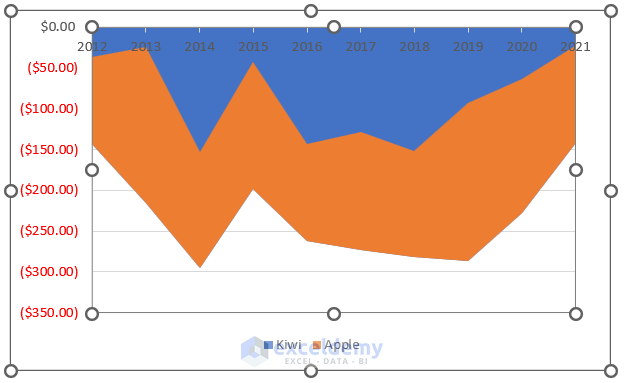 $0.00
2012 2013 2014 2015 2016 2017 2018 2019 2020 2021
($50.00)
($100.00)
($150.00)
($200.00)
($250.00)
($300.00)
($350.00)
Kiwi Apple
exceldemy
EXCEL - DATA - BI